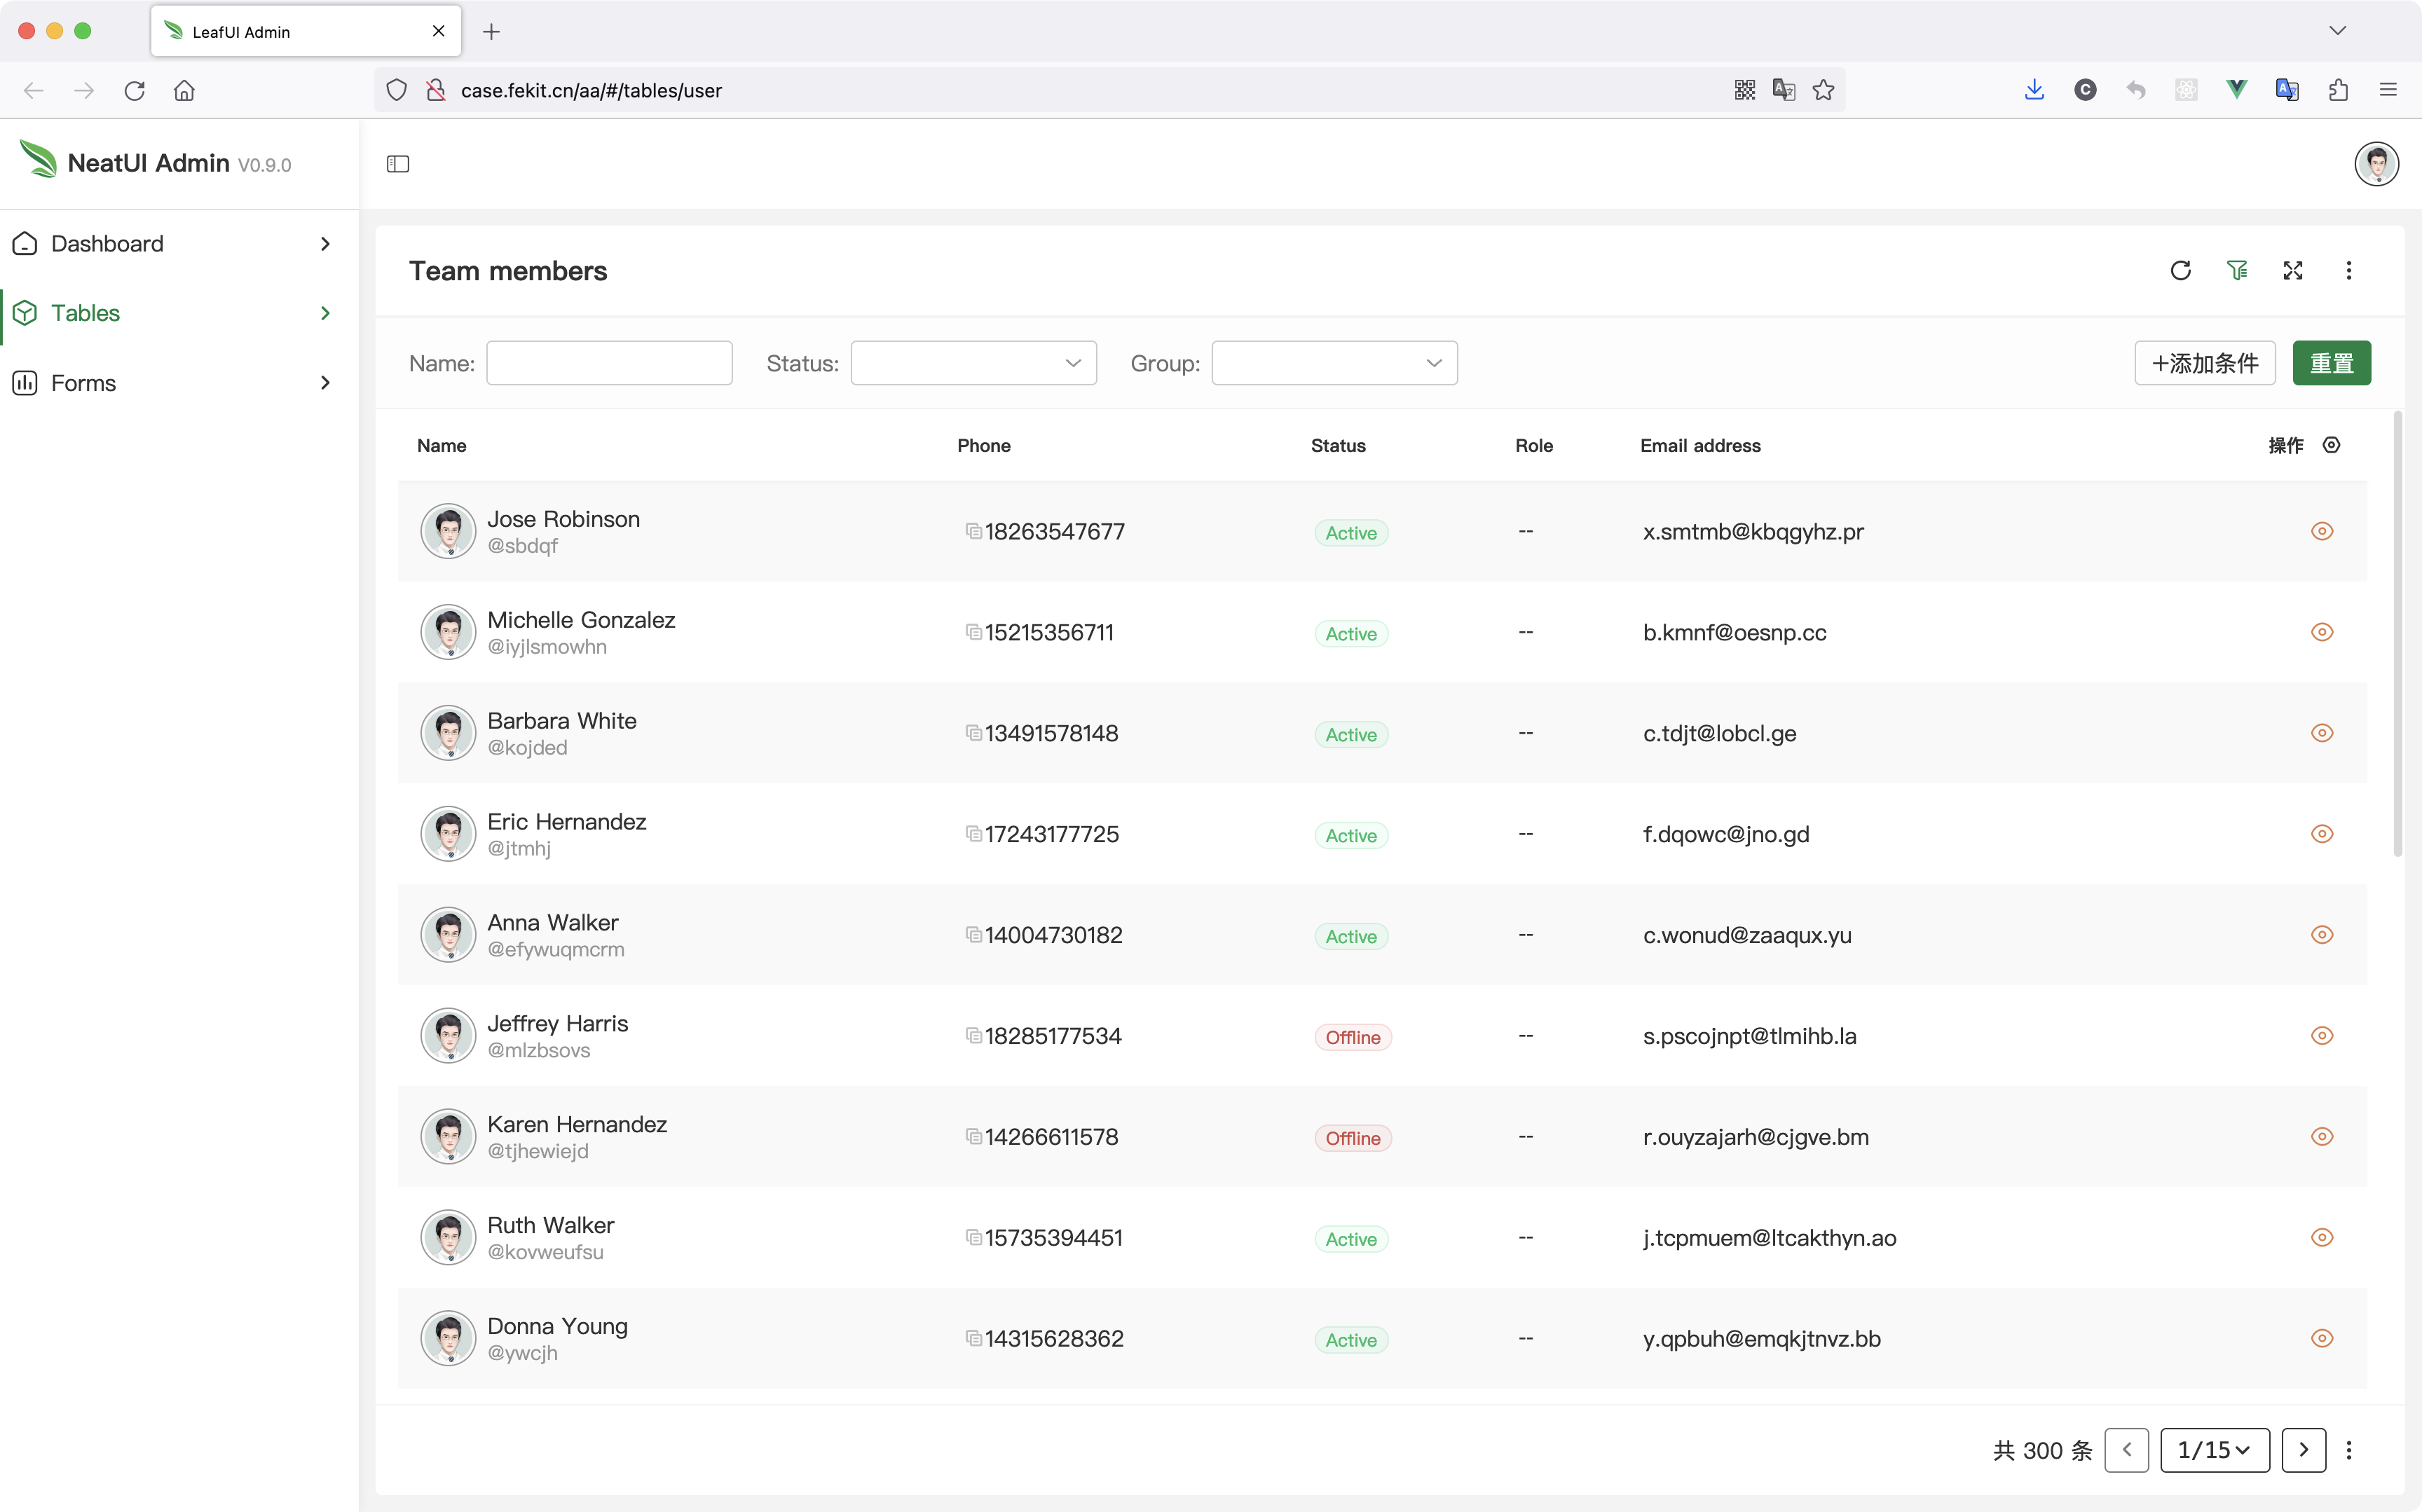 LeafUI Admin
case.fekit.cn/aa/#/tables/user
NeatUI Admin V0.9.0
Dashboard
Tables
Forms
Team members
Name:
Status:
Group:
+添加条件
重置
Name Phone Status Role Email address 操作
Jose Robinson
@sbdqf
18263547677 Active -- x.smtmb@kbqgyhz.pr
Michelle Gonzalez
@iyjlsmowhn
15215356711 Active -- b.kmnf@oesnp.cc
Barbara White
@kojded
13491578148 Active -- c.tdjt@lobcl.ge
Eric Hernandez
@jtmhj
17243177725 Active -- f.dqowc@jno.gd
Anna Walker
@efywuqmcrm
14004730182 Active -- c.wonud@zaaqux.yu
Jeffrey Harris
@mlzbsovs
18285177534 Offline -- s.pscojnpt@tlmihb.la
Karen Hernandez
@tjhewiejd
14266611578 Offline -- r.ouyzajarh@cjgve.bm
Ruth Walker
@kovweufsu
15735394451 Active -- j.tcpmuem@ltcakthyn.ao
Donna Young
@ywcjh
14315628362 Active -- y.qpbuh@emqkjtnvz.bb
共 300 条
1/15